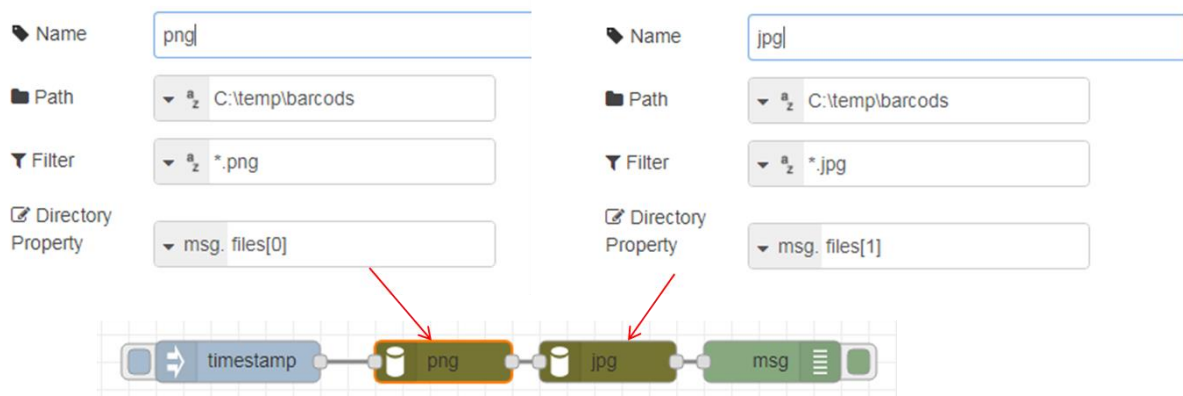 Name
png
Path
C:\temp\barcods
Filter
*.png
Directory
Property
msg. files[0]
Name
jpg
Path
C:\temp\barcods
Filter
*.jpg
Directory
Property
msg. files[1]
timestamp
png
jpg
msg